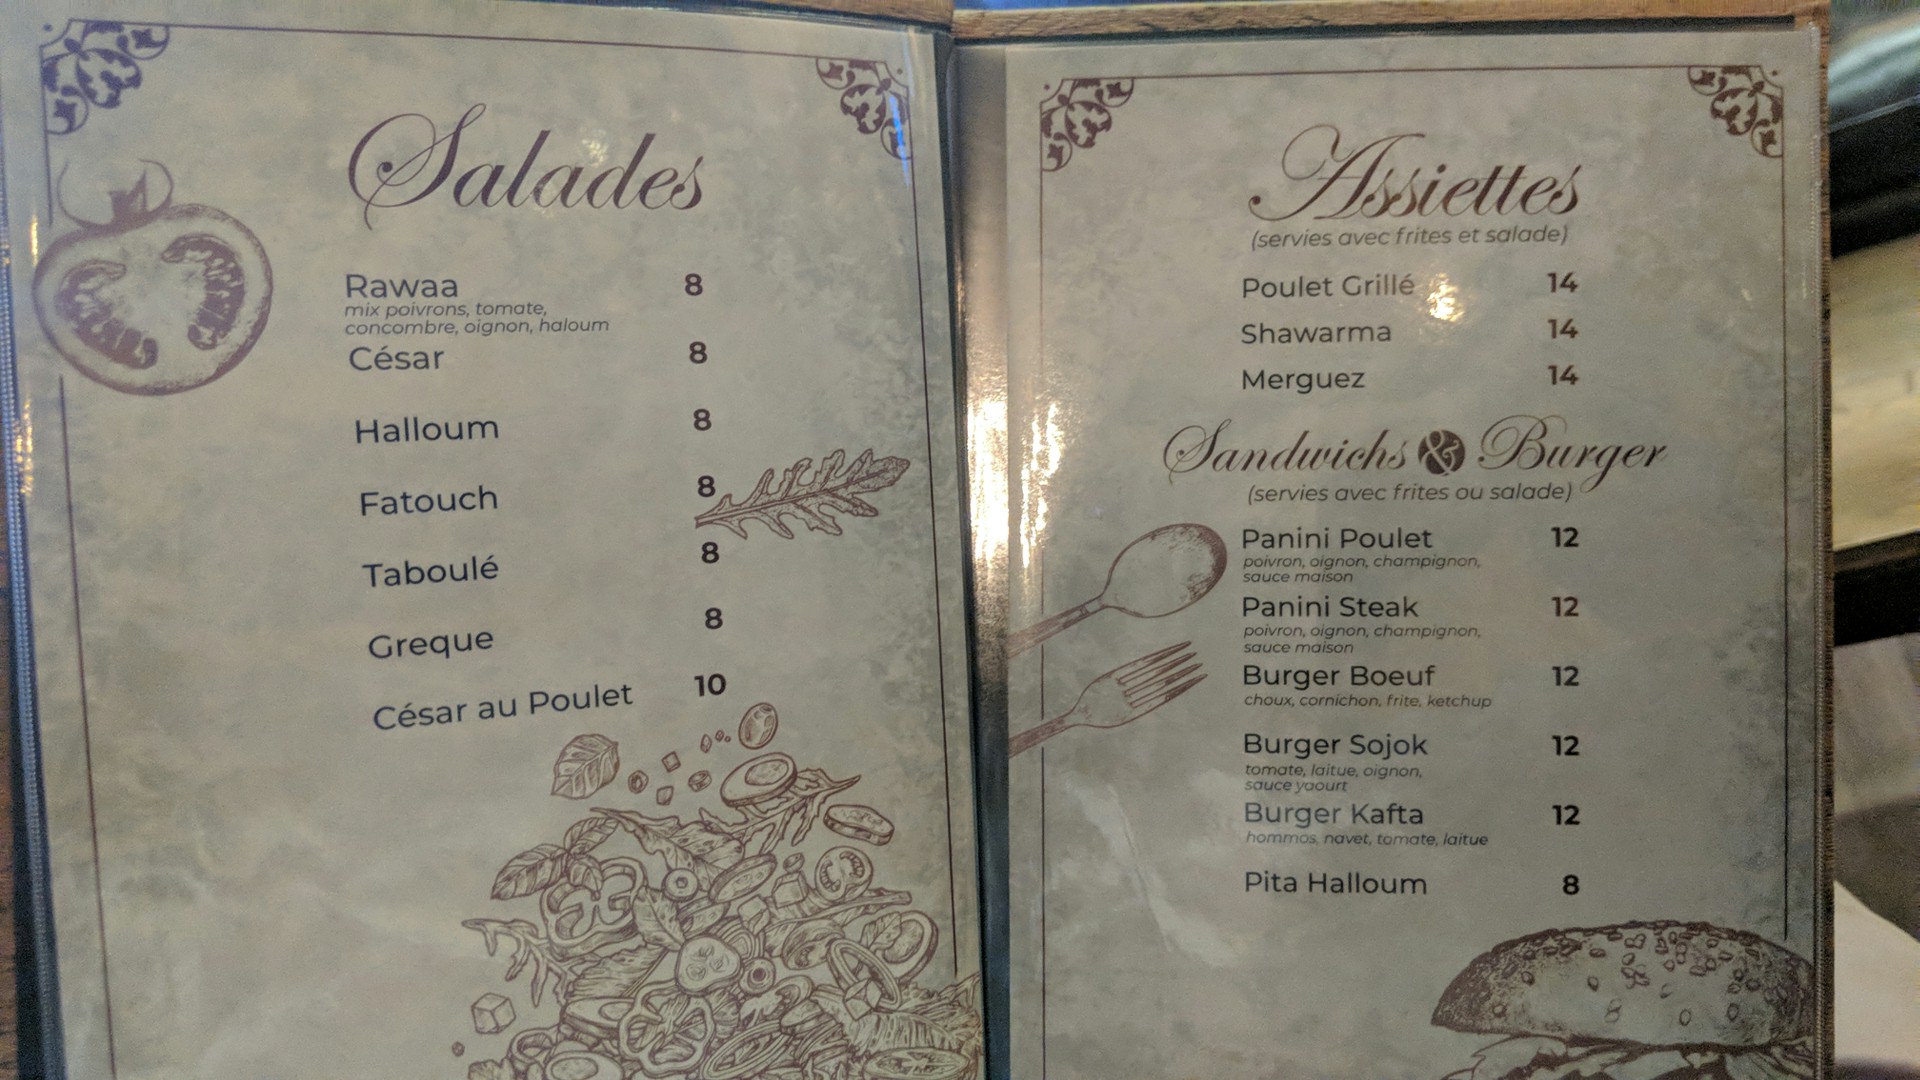 Salades
Rawaa 8
mix poivrons, tomate,
concombre, oignon, haloum
César 8
Halloum 8
Fatouch 8
Taboulé 8
Greque 8
César au Poulet 10
Assiettes
(servies avec frites et salade)
Poulet Grillé 14
Shawarma 14
Merguez 14
Sandwichs & Burger
(servies avec frites ou salade)
Panini Poulet 12
poivron, oignon, champignon,
sauce maison
Panini Steak 12
poivron, oignon, champignon,
sauce maison
Burger Boeuf 12
choux, cornichon, frite, ketchup
Burger Sojok 12
tomate, laitue, oignon,
sauce yaourt
Burger Kafta 12
hommos, navet, tomate, laitue
Pita Halloum 8